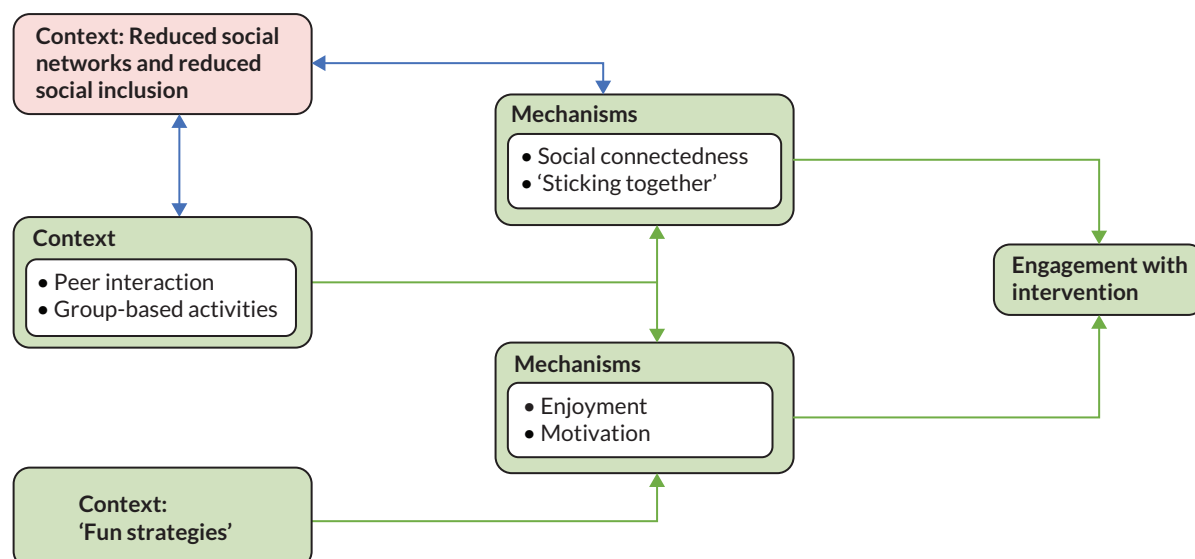 Context: Reduced social
networks and reduced
social inclusion
Mechanisms
• Social connectedness
• ‘Sticking together’
Context
• Peer interaction
• Group-based activities
Engagement with
intervention
Mechanisms
• Enjoyment
• Motivation
Context:
‘Fun strategies’